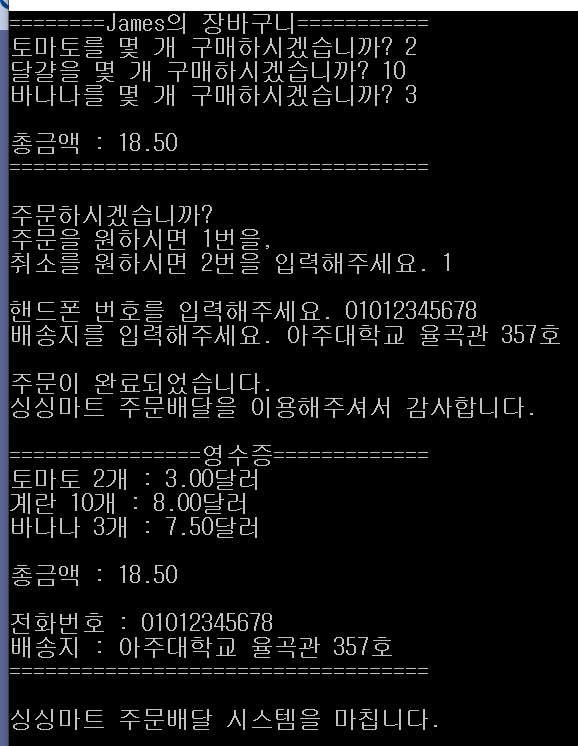 ========James의 장바구니===========
토마토를 몇 개 구매하시겠습니까? 2
달걀을 몇 개 구매하시겠습니까? 10
바나나를 몇 개 구매하시겠습니까? 3
총금액 : 18.50
===================================
주문하시겠습니까?
주문을 원하시면 1번을,
취소를 원하시면 2번을 입력해주세요. 1
핸드폰 번호를 입력해주세요. 01012345678
배송지를 입력해주세요. 아주대학교 율곡관 357호
주문이 완료되었습니다.
싱싱마트 주문배달을 이용해주셔서 감사합니다.
================영수증=============
토마토 2개 : 3.00달러
계란 10개 : 8.00달러
바나나 3개 : 7.50달러
총금액 : 18.50
전화번호 : 01012345678
배송지 : 아주대학교 율곡관 357호
===================================
싱싱마트 주문배달 시스템을 마칩니다.